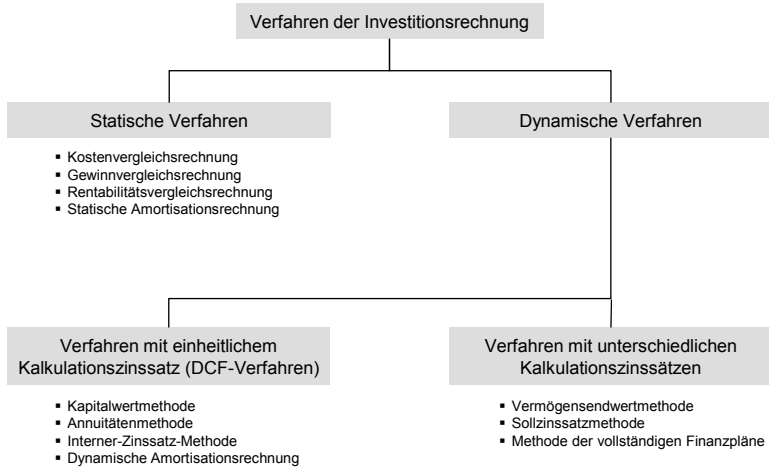 Verfahren der Investitionsrechnung
Statische Verfahren
▪ Kostenvergleichsrechnung
▪ Gewinnvergleichsrechnung
▪ Rentabilitätsvergleichsrechnung
▪ Statische Amortisationsrechnung
Dynamische Verfahren
Verfahren mit einheitlichem
Kalkulationszinssatz (DCF-Verfahren)
▪ Kapitalwertmethode
▪ Annuitätenmethode
▪ Interner-Zinssatz-Methode
▪ Dynamische Amortisationsrechnung
Verfahren mit unterschiedlichen
Kalkulationszinssätzen
▪ Vermögensendwertmethode
▪ Sollzinssatzmethode
▪ Methode der vollständigen Finanzpläne